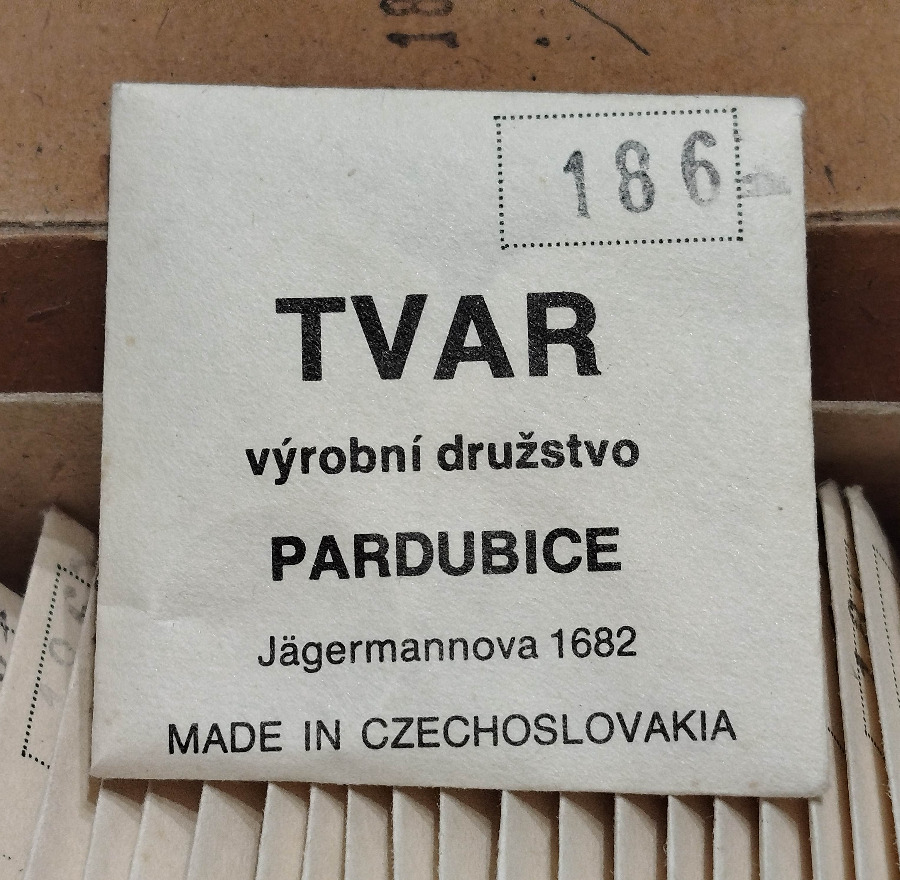 186
TVAR
výrobní družstvo
PARDUBICE
Jägermannova 1682
MADE IN CZECHOSLOVAKIA